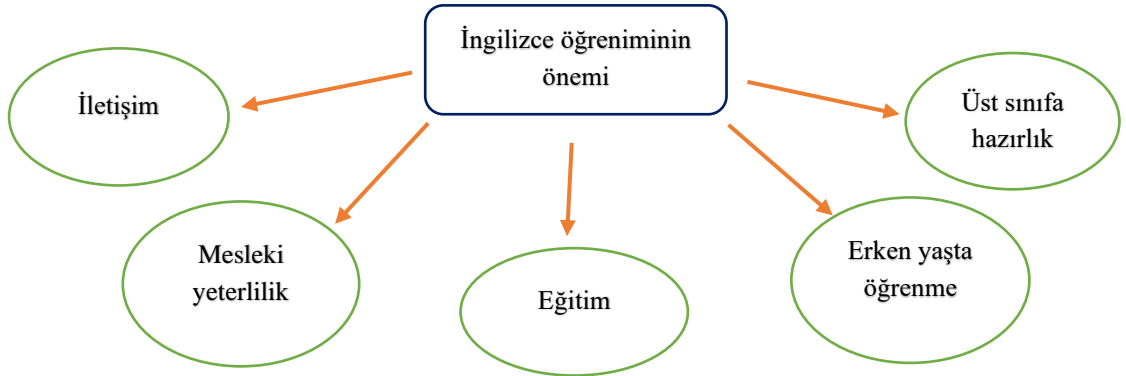 İngilizce öğreniminin
önemi
İletişim
Üst sınıfa
hazırlık
Mesleki
yeterlilik
Eğitim
Erken yaşta
öğrenme